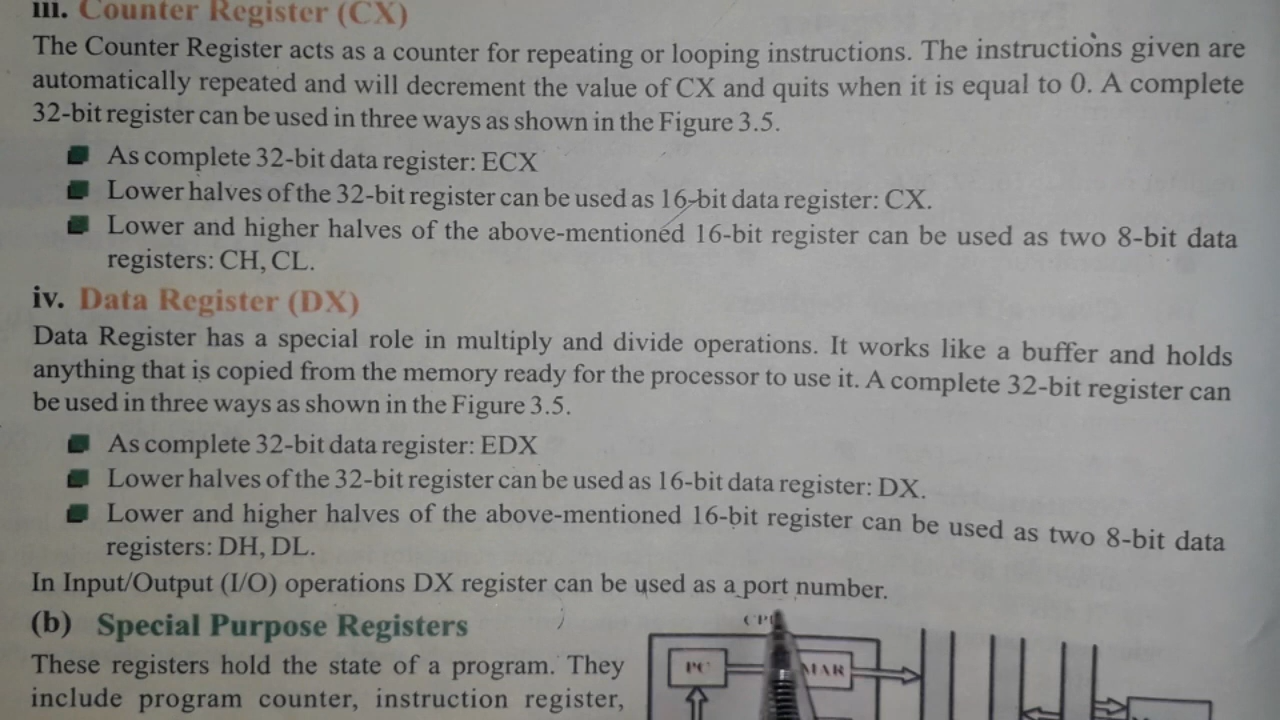 iii. Counter Register (CX)
The Counter Register acts as a counter for repeating or looping instructions. The instructions given are
automatically repeated and will decrement the value of CX and quits when it is equal to 0. A complete
32-bit register can be used in three ways as shown in the Figure 3.5.
As complete 32-bit data register: ECX
Lower halves of the 32-bit register can be used as 16-bit data register: CX.
Lower and higher halves of the above-mentioned 16-bit register can be used as two 8-bit data
registers: CH, CL.
iv. Data Register (DX)
Data Register has a special role in multiply and divide operations. It works like a buffer and holds
anything that is copied from the memory ready for the processor to use it. A complete 32-bit register can
be used in three ways as shown in the Figure 3.5.
As complete 32-bit data register: EDX
Lower halves of the 32-bit register can be used as 16-bit data register: DX.
Lower and higher halves of the above-mentioned 16-bit register can be used as two 8-bit data
registers: DH, DL.
In Input/Output (I/O) operations DX register can be used as a port number.
(b) Special Purpose Registers
These registers hold the state of a program. They
include program counter, instruction register,
PC
MAR